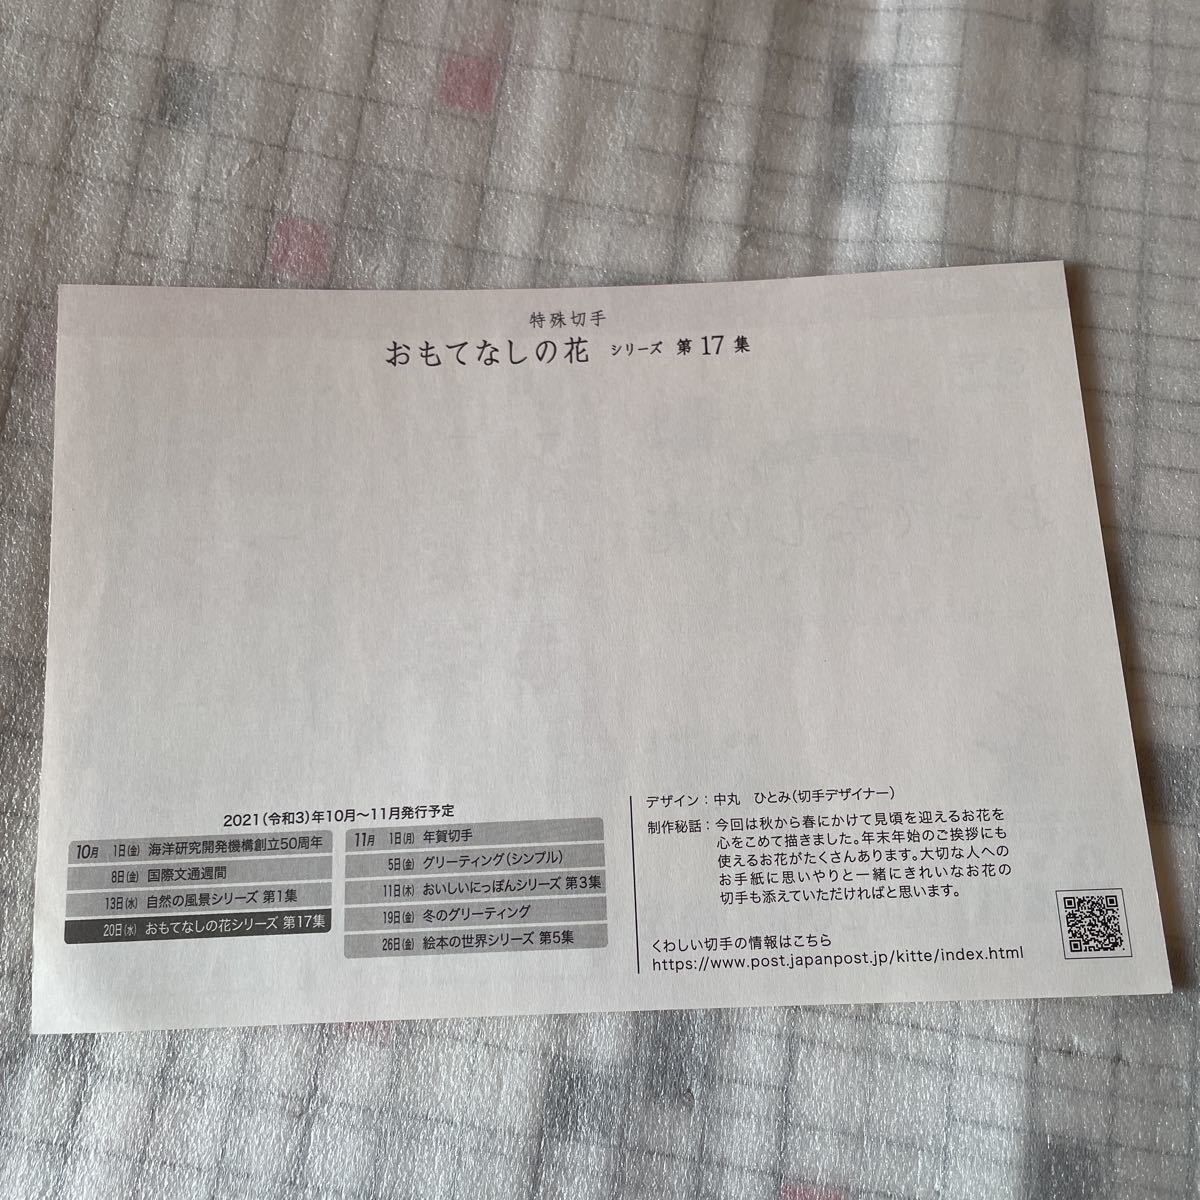 特殊切手
おもてなしの花 シリーズ 第17集
2021(令和3)年10月〜11月発行予定
10月 1日(金) 海洋研究開発機構創立50周年
8日(金) 国際文通週間
13日(水) 自然の風景シリーズ 第1集
20日(水) おもてなしの花シリーズ 第17集
11月 1日(月) 年賀切手
5日(金) グリーティング(シンプル)
11日(木) おいしいにっぽんシリーズ 第3集
19日(金) 冬のグリーティング
26日(金) 絵本の世界シリーズ 第5集
デザイン：中丸 ひとみ(切手デザイナー)
制作秘話：今回は秋から春にかけて見頃を迎えるお花を
心をこめて描きました。年末年始のご挨拶にも
使えるお花がたくさんあります。大切な人への
お手紙に思いやりと一緒にきれいなお花の
切手も添えていただければと思います。
くわしい切手の情報はこちら
https://www.post.japanpost.jp/kitte/index.html